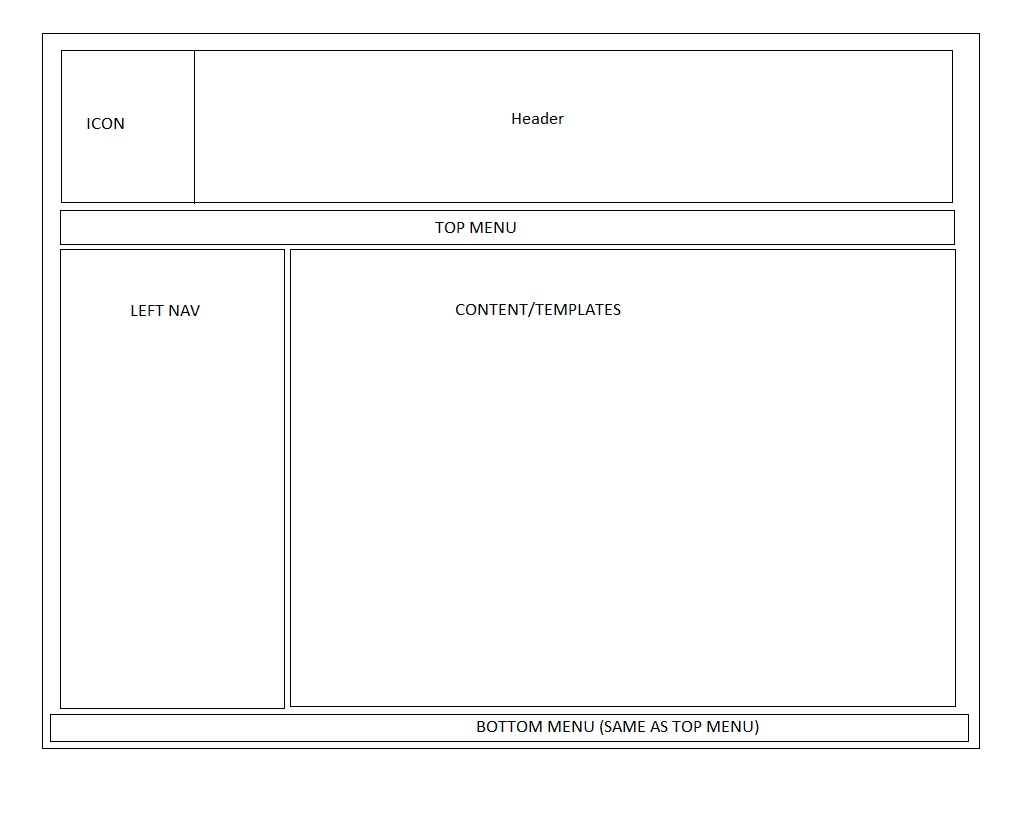 ICON
Header
TOP MENU
LEFT NAV
CONTENT/TEMPLATES
BOTTOM MENU (SAME AS TOP MENU)